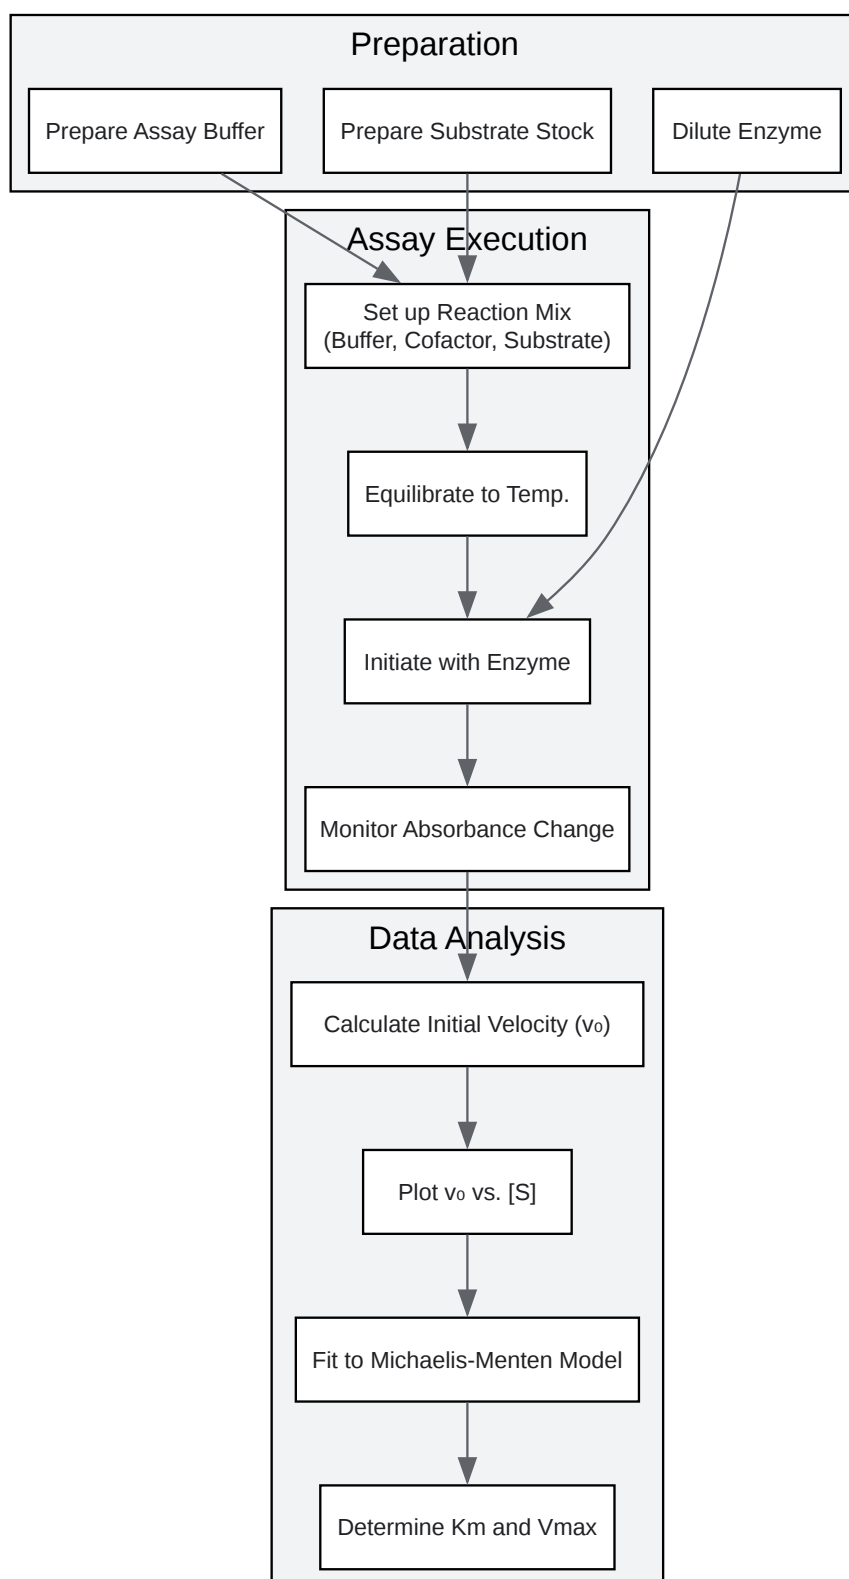 Preparation
Prepare Assay Buffer
Prepare Substrate Stock
Dilute Enzyme
Assay Execution
Set up Reaction Mix
(Buffer, Cofactor, Substrate)
Equilibrate to Temp.
Initiate with Enzyme
Monitor Absorbance Change
Data Analysis
Calculate Initial Velocity (v₀)
Plot v₀ vs. [S]
Fit to Michaelis-Menten Model
Determine Km and Vmax